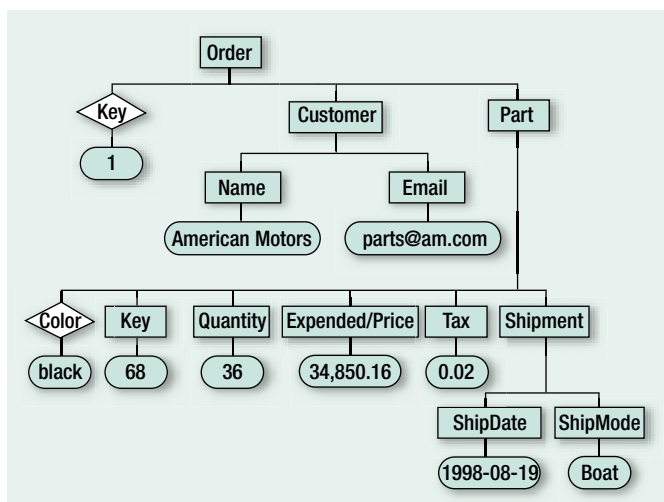 Order
Key
Customer
Part
1
Name
Email
American Motors
parts@am.com
Color
Key
Quantity
Expended/Price
Tax
Shipment
black
68
36
34,850.16
0.02
ShipDate
ShipMode
1998-08-19
Boat